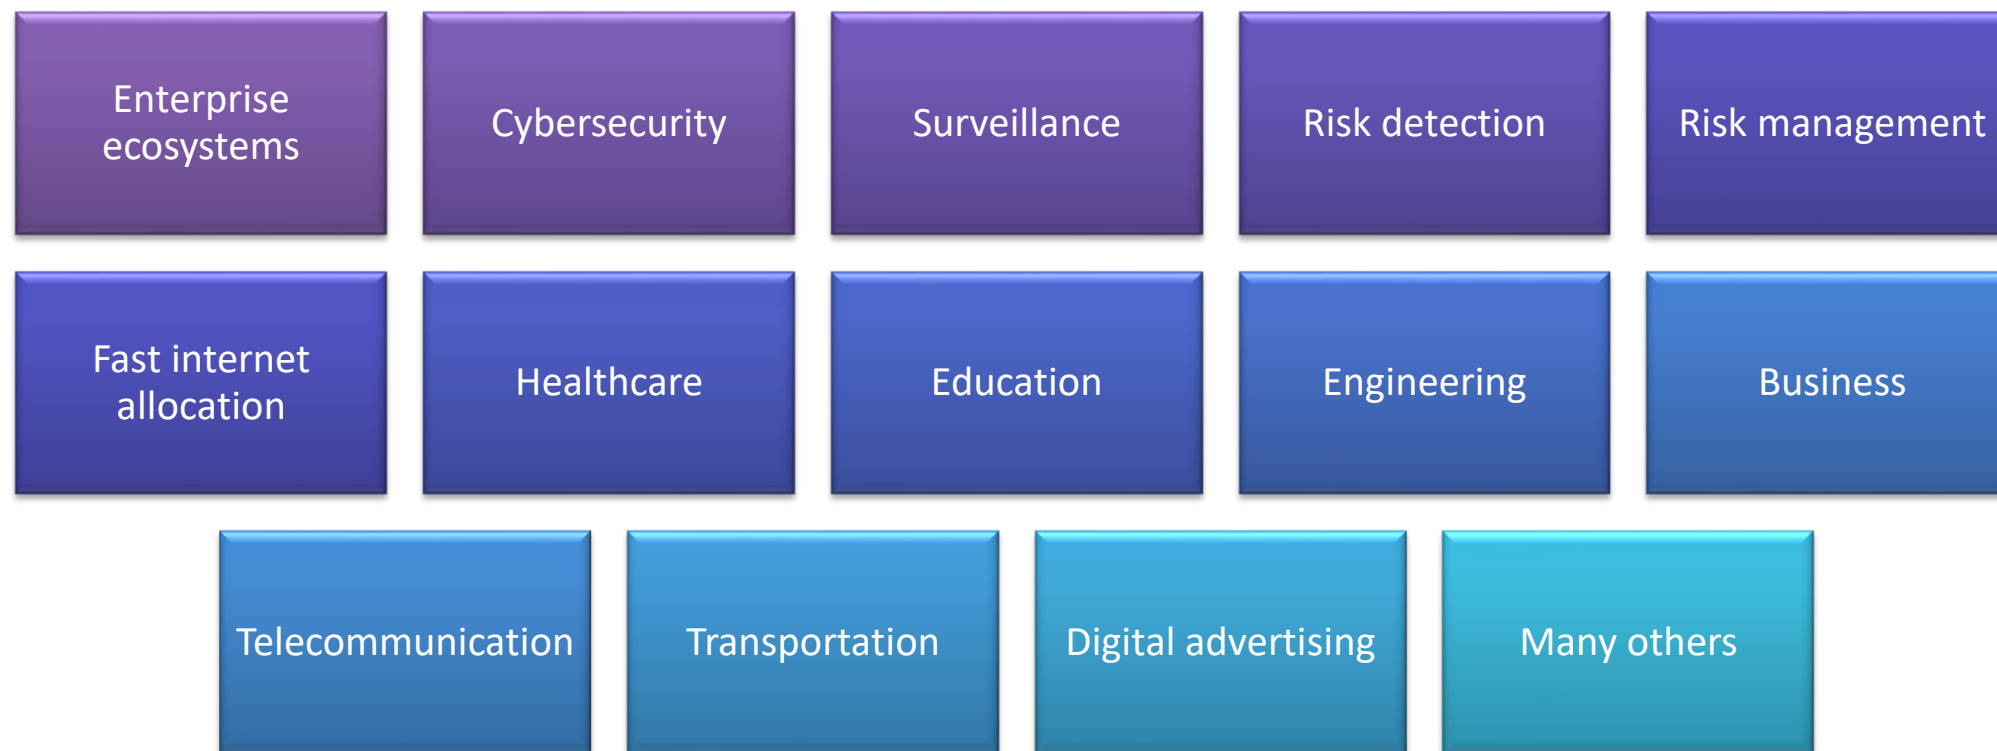 Enterprise
ecosystems
Cybersecurity
Surveillance
Risk detection
Risk management
Fast internet
allocation
Healthcare
Education
Engineering
Business
Telecommunication
Transportation
Digital advertising
Many others